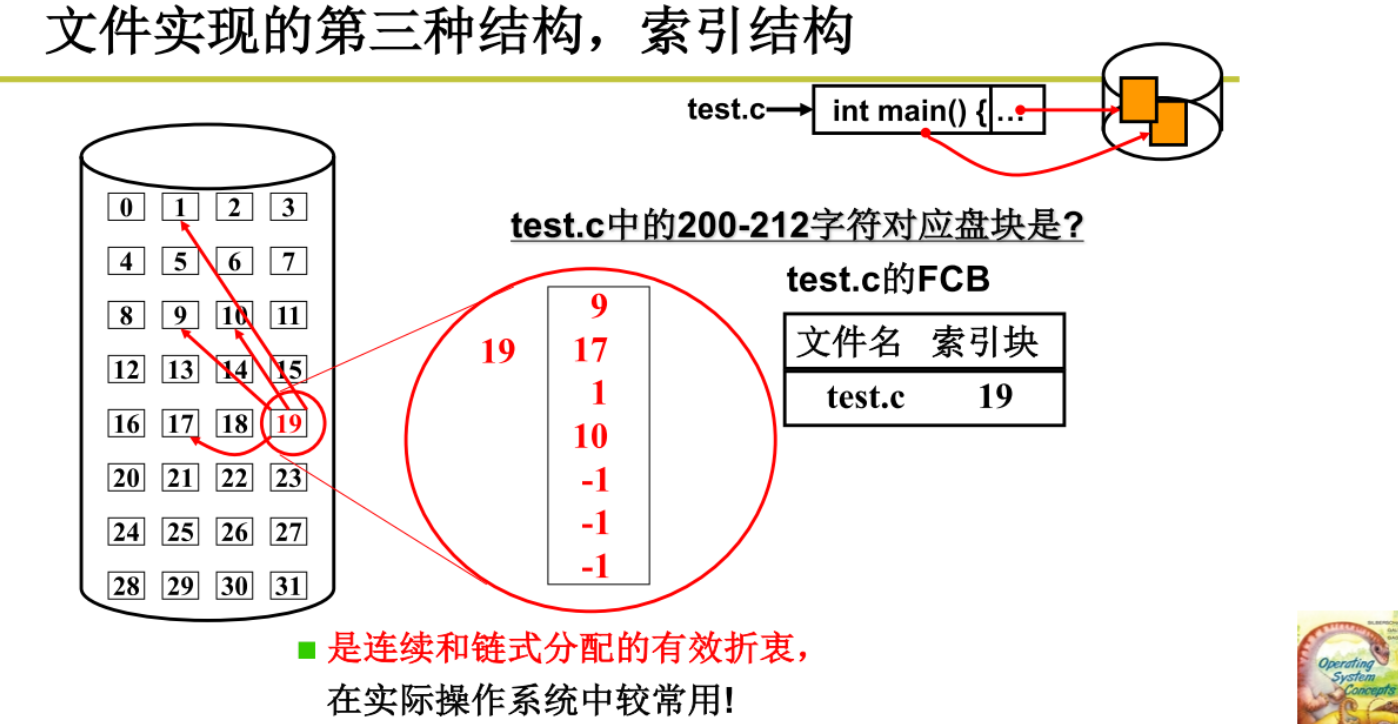 文件实现的第三种结构，索引结构
test.c int main() { …
test.c中的200-212字符对应盘块是?
test.c的FCB
文件名 索引块
test.c 19
0 1 2 3
4 5 6 7
8 9 10 11
12 13 14 15
16 17 18 19
20 21 22 23
24 25 26 27
28 29 30 31
19
9
17
1
10
-1
-1
-1
是连续和链式分配的有效折衷，
在实际操作系统中较常用!
Operating
System
Concepts